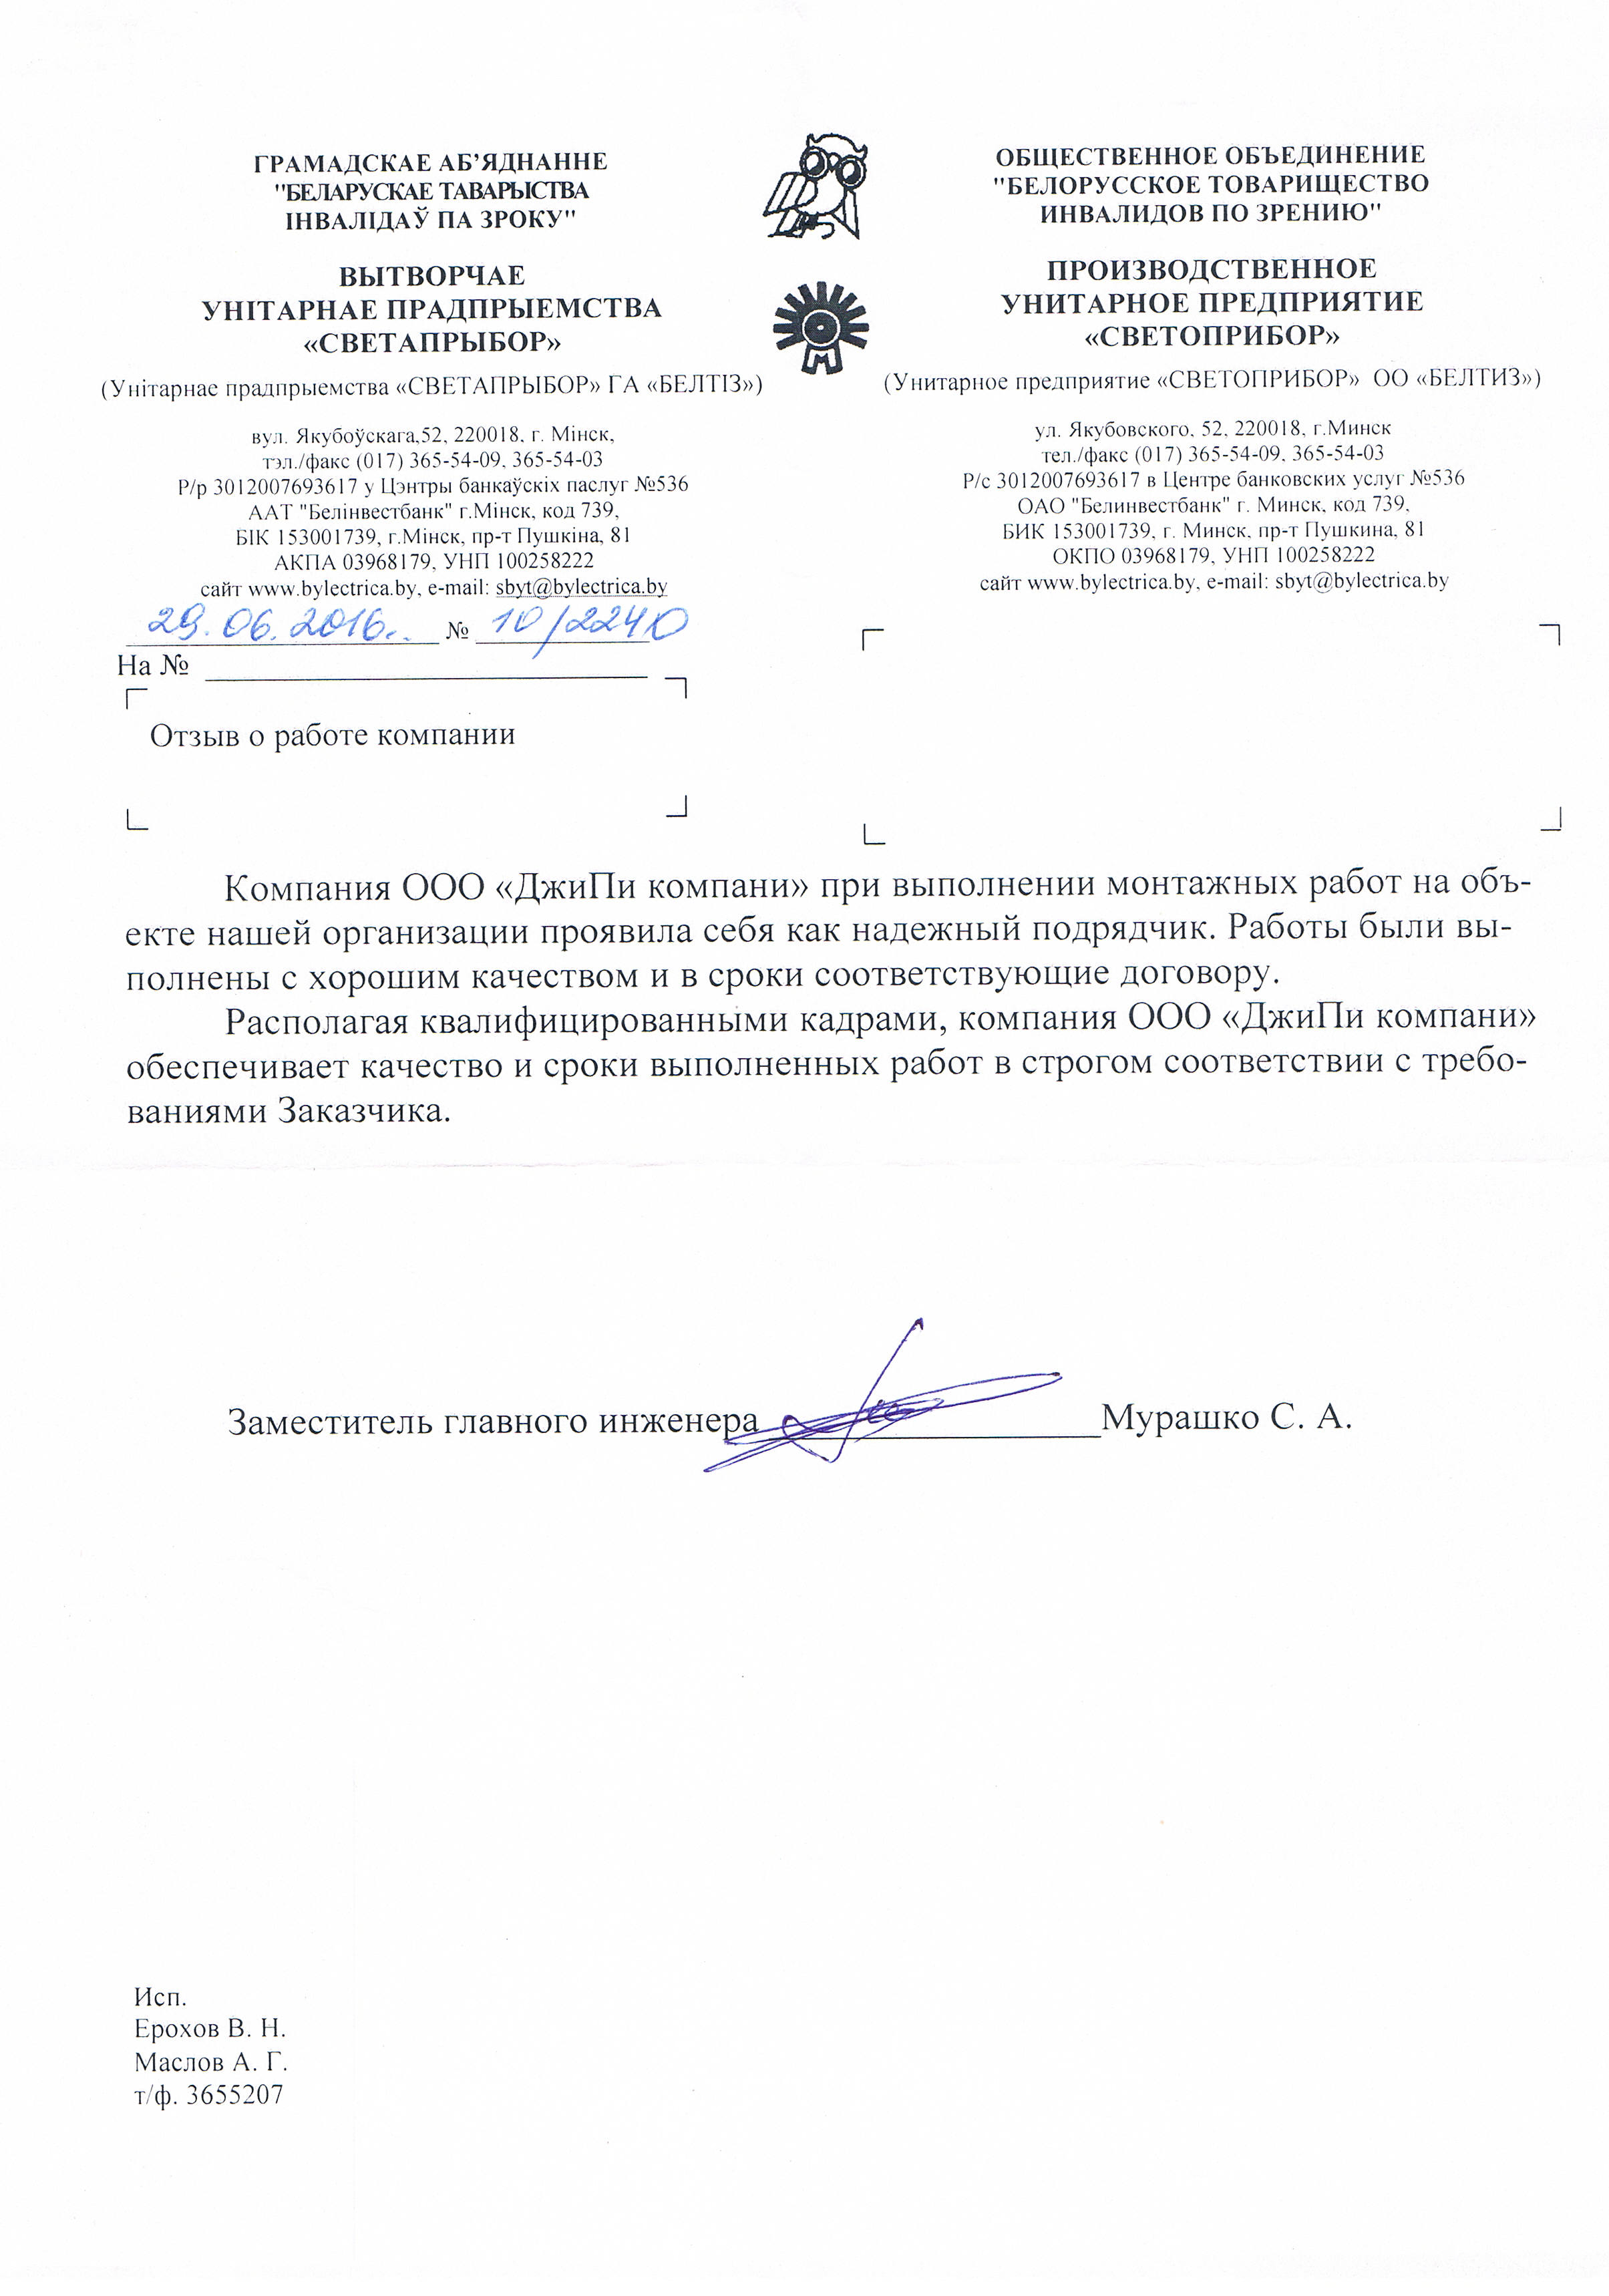 ГРАМАДСКАЕ АБ’ЯДНАННЕ
"БЕЛАРУСКАЕ ТАВАРЫСТВА
ІНВАЛІДАЎ ПА ЗРОКУ"
ВЫТВОРЧАЕ
УНІТАРНАЕ ПРАДПРЫЕМСТВА
«СВЕТАПРЫБОР»
(Унітарнае прадпрыемства «СВЕТАПРЫБОР» ГА «БЕЛТІЗ»)
вул. Якубоўскага,52, 220018, г. Мінск,
тэл./факс (017) 365-54-09, 365-54-03
Р/р 3012007693617 у Цэнтры банкаўскіх паслуг №536
ААТ "Белінвестбанк" г.Мінск, код 739,
БІК 153001739, г.Мінск, пр-т Пушкіна, 81
АКПА 03968179, УНП 100258222
сайт www.bylectrica.by, e-mail: sbyt@bylectrica.by
ОБЩЕСТВЕННОЕ ОБЪЕДИНЕНИЕ
"БЕЛОРУССКОЕ ТОВАРИЩЕСТВО
ИНВАЛИДОВ ПО ЗРЕНИЮ"
ПРОИЗВОДСТВЕННОЕ
УНИТАРНОЕ ПРЕДПРИЯТИЕ
«СВЕТОПРИБОР»
(Унитарное предприятие «СВЕТОПРИБОР» ОО «БЕЛТИЗ»)
ул. Якубовского, 52, 220018, г.Минск
тел./факс (017) 365-54-09, 365-54-03
Р/с 3012007693617 в Центре банковских услуг №536
ОАО "Белинвестбанк" г. Минск, код 739,
БИК 153001739, г. Минск, пр-т Пушкина, 81
ОКПО 03968179, УНП 100258222
сайт www.bylectrica.by, e-mail: sbyt@bylectrica.by
29.06.2016. № 10/2240
На №
Отзыв о работе компании
Компания ООО «ДжиПи компани» при выполнении монтажных работ на объ-
екте нашей организации проявила себя как надежный подрядчик. Работы были вы-
полнены с хорошим качеством и в сроки соответствующие договору.
Располагая квалифицированными кадрами, компания ООО «ДжиПи компани»
обеспечивает качество и сроки выполненных работ в строгом соответствии с требо-
ваниями Заказчика.
Заместитель главного инженера Мурашко С. А.
Исп.
Ерохов В. Н.
Маслов А. Г.
т/ф. 3655207